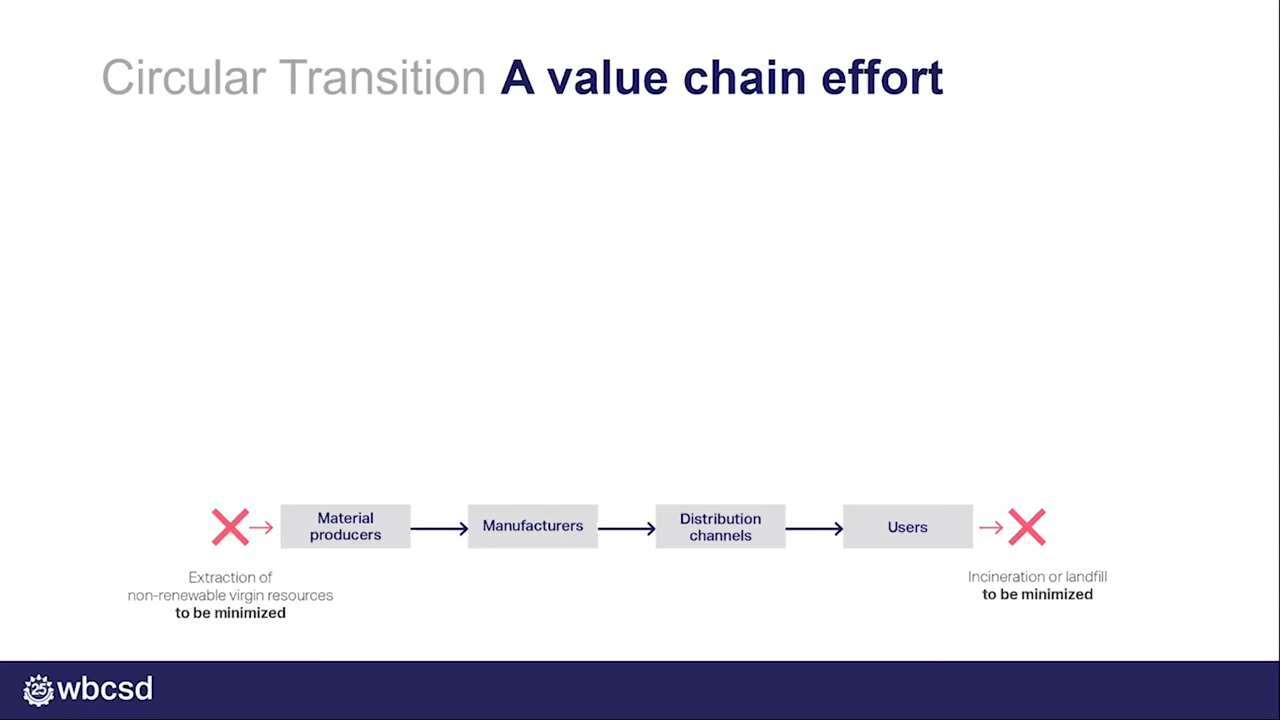 Circular Transition A value chain effort
Material
producers
Manufacturers
Distribution
channels
Users
Extraction of
non-renewable virgin resources
to be minimized
Incineration or landfill
to be minimized
25
wbcsd